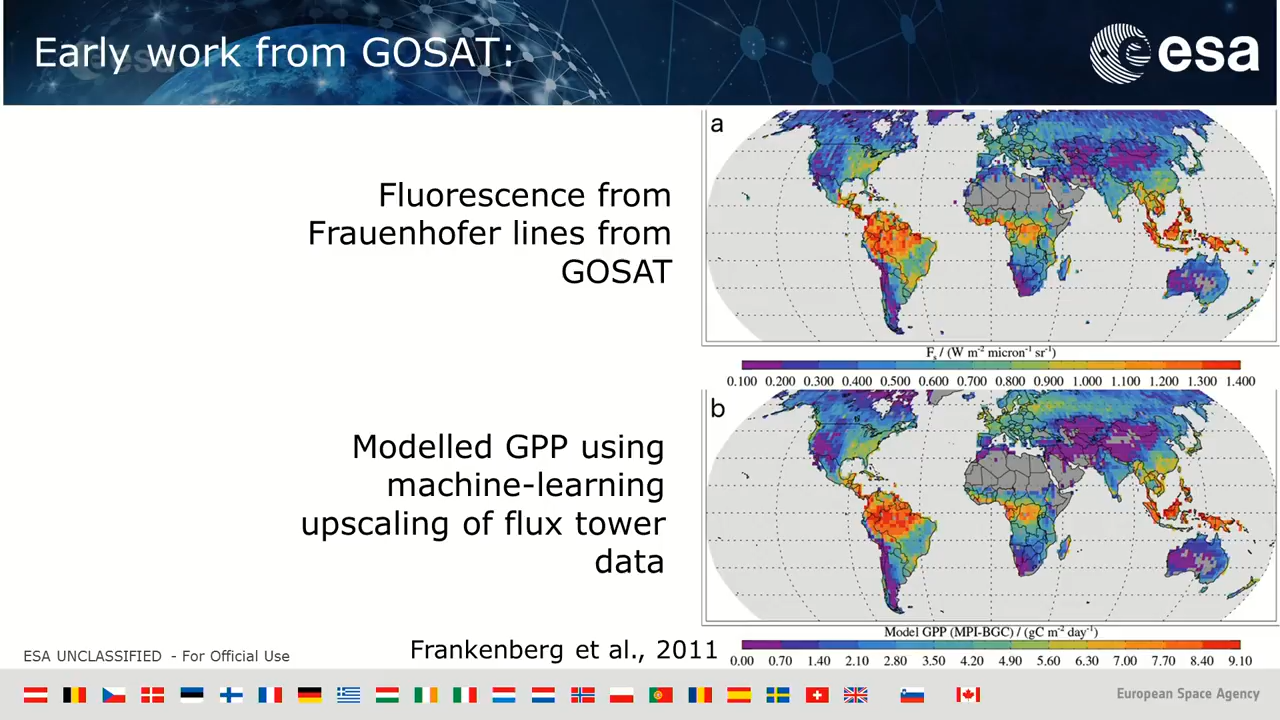 Early work from GOSAT:
esa
a
Fluorescence from
Frauenhofer lines from
GOSAT
Fs / (W m-2 micron-1 sr-1)
0.100 0.200 0.300 0.400 0.500 0.600 0.700 0.800 0.900 1.000 1.100 1.200 1.300 1.400
b
Modelled GPP using
machine-learning
upscaling of flux tower
data
Model GPP (MPI-BGC) / (gC m-2 day-1)
0.00 0.70 1.40 2.10 2.80 3.50 4.20 4.90 5.60 6.30 7.00 7.70 8.40 9.10
Frankenberg et al., 2011
ESA UNCLASSIFIED - For Official Use
European Space Agency